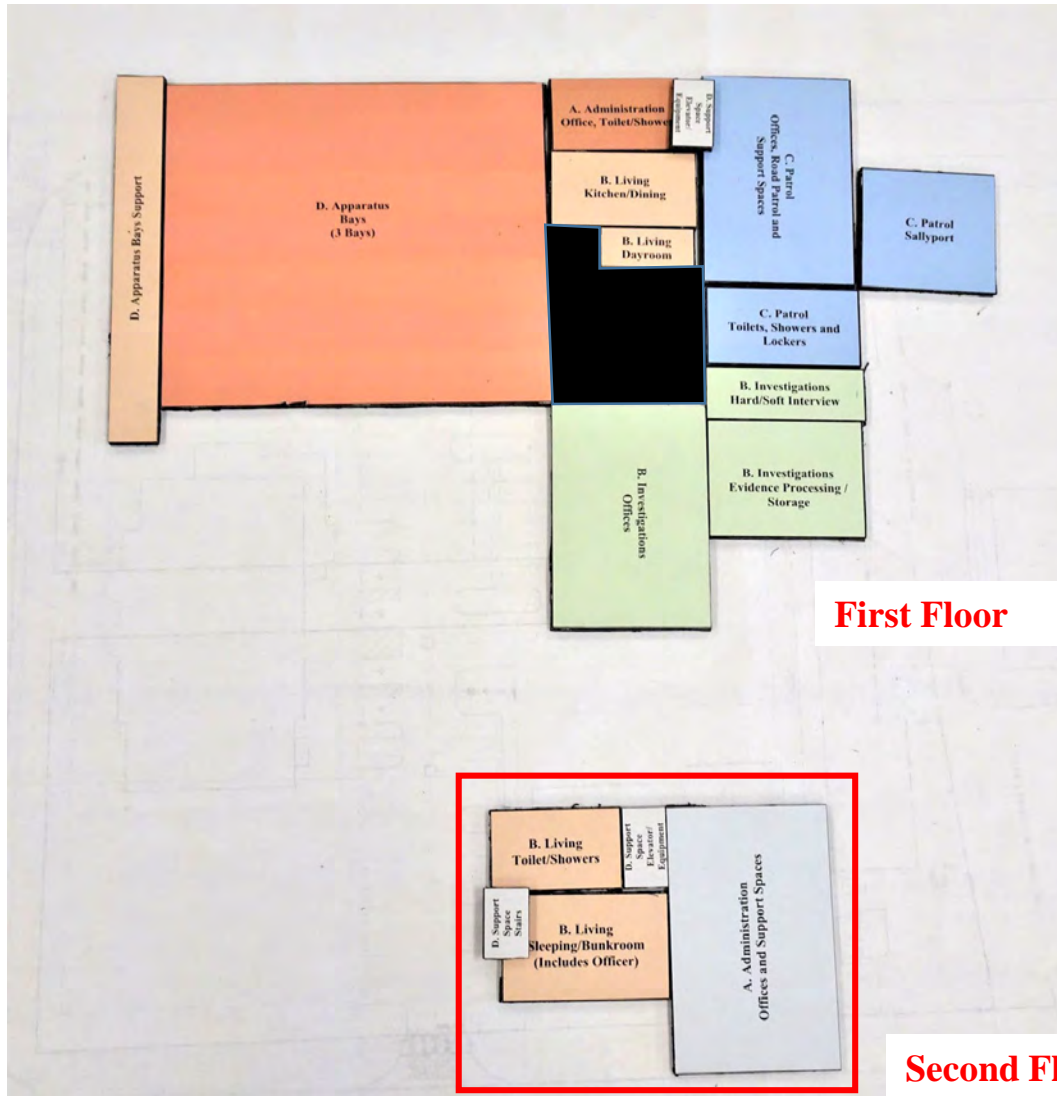 D. Apparatus Bays Support
D. Apparatus
Bays
(3 Bays)
A. Administration
Office, Toilet/Shower
D. Support
Space
Elevator/
Equipment
B. Living
Kitchen/Dining
B. Living
Dayroom
C. Patrol
Offices, Road Patrol and
Support Spaces
C. Patrol
Sallyport
C. Patrol
Toilets, Showers and
Lockers
B. Investigations
Hard/Soft Interview
B. Investigations
Offices
B. Investigations
Evidence Processing /
Storage
First Floor
B. Living
Toilet/Showers
D. Support
Space
Elevator/
Equipment
D. Support
Space
Stairs
B. Living
Sleeping/Bunkroom
(Includes Officer)
A. Administration
Offices and Support Spaces
Second Fl